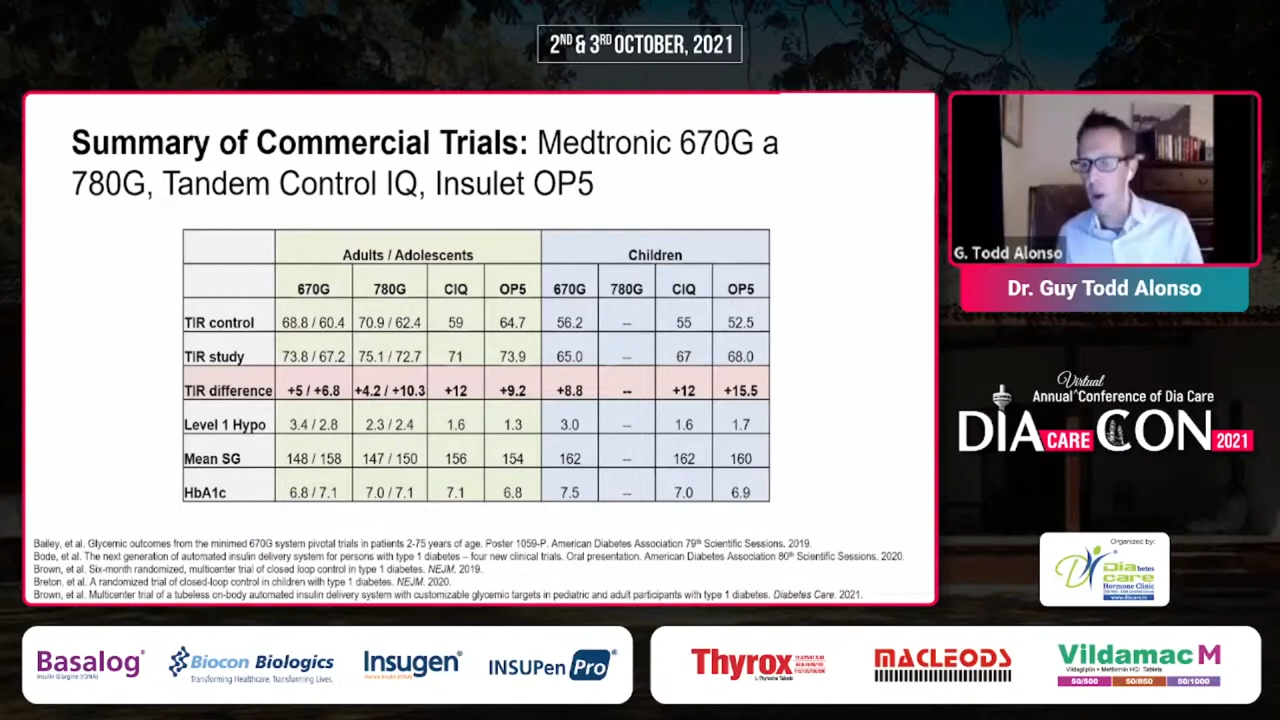 2ND & 3RD OCTOBER, 2021
Summary of Commercial Trials: Medtronic 670G a
780G, Tandem Control IQ, Insulet OP5
Adults / Adolescents Children
670G 780G CIQ OP5 670G 780G CIQ OP5
TIR control 68.8 / 60.4 70.9 / 62.4 59 64.7 56.2 -- 55 52.5
TIR study 73.8 / 67.2 75.1 / 72.7 71 73.9 65.0 -- 67 68.0
TIR difference +5 / +6.8 +4.2 / +10.3 +12 +9.2 +8.8 -- +12 +15.5
Level 1 Hypo 3.4 / 2.8 2.3 / 2.4 1.6 1.3 3.0 -- 1.6 1.7
Mean SG 148 / 158 147 / 150 156 154 162 -- 162 160
HbA1c 6.8 / 7.1 7.0 / 7.1 7.1 6.8 7.5 -- 7.0 6.9
Bailey, et al. Glycemic outcomes from the minimed 670G system pivotal trials in patients 2-75 years of age. Poster 1059-P. American Diabetes Association 79th Scientific Sessions. 2019.
Bode, et al. The next generation of automated insulin delivery system for persons with type 1 diabetes – four new clinical trials. Oral presentation. American Diabetes Association 80th Scientific Sessions. 2020.
Brown, et al. Six-month randomized, multicenter trial of closed loop control in type 1 diabetes. NEJM. 2019.
Breton, et al. A randomized trial of closed-loop control in children with type 1 diabetes. NEJM. 2020.
Brown, et al. Multicenter trial of a tubeless on-body automated insulin delivery system with customizable glycemic targets in pediatric and adult participants with type 1 diabetes. Diabetes Care. 2021.
G. Todd Alonso
Dr. Guy Todd Alonso
Virtual
Annual ^ Conference of Dia Care
DIA CARE CON 2021
Organized by:
Diabetes
care
Hormone Clinic
www.diacare.in
Basalog®
Insulin Glargine (rDNA)
Biocon Biologics®
Transforming Healthcare. Transforming Lives.
Insugen®
Human Insulin (rDNA)
INSUPen Pro®
Thyrox
L-Thyroxine Tablets
MACLEODS
Vildamac M
Vildagliptin + Metformin HCl Tablets
50/500 50/850 50/1000